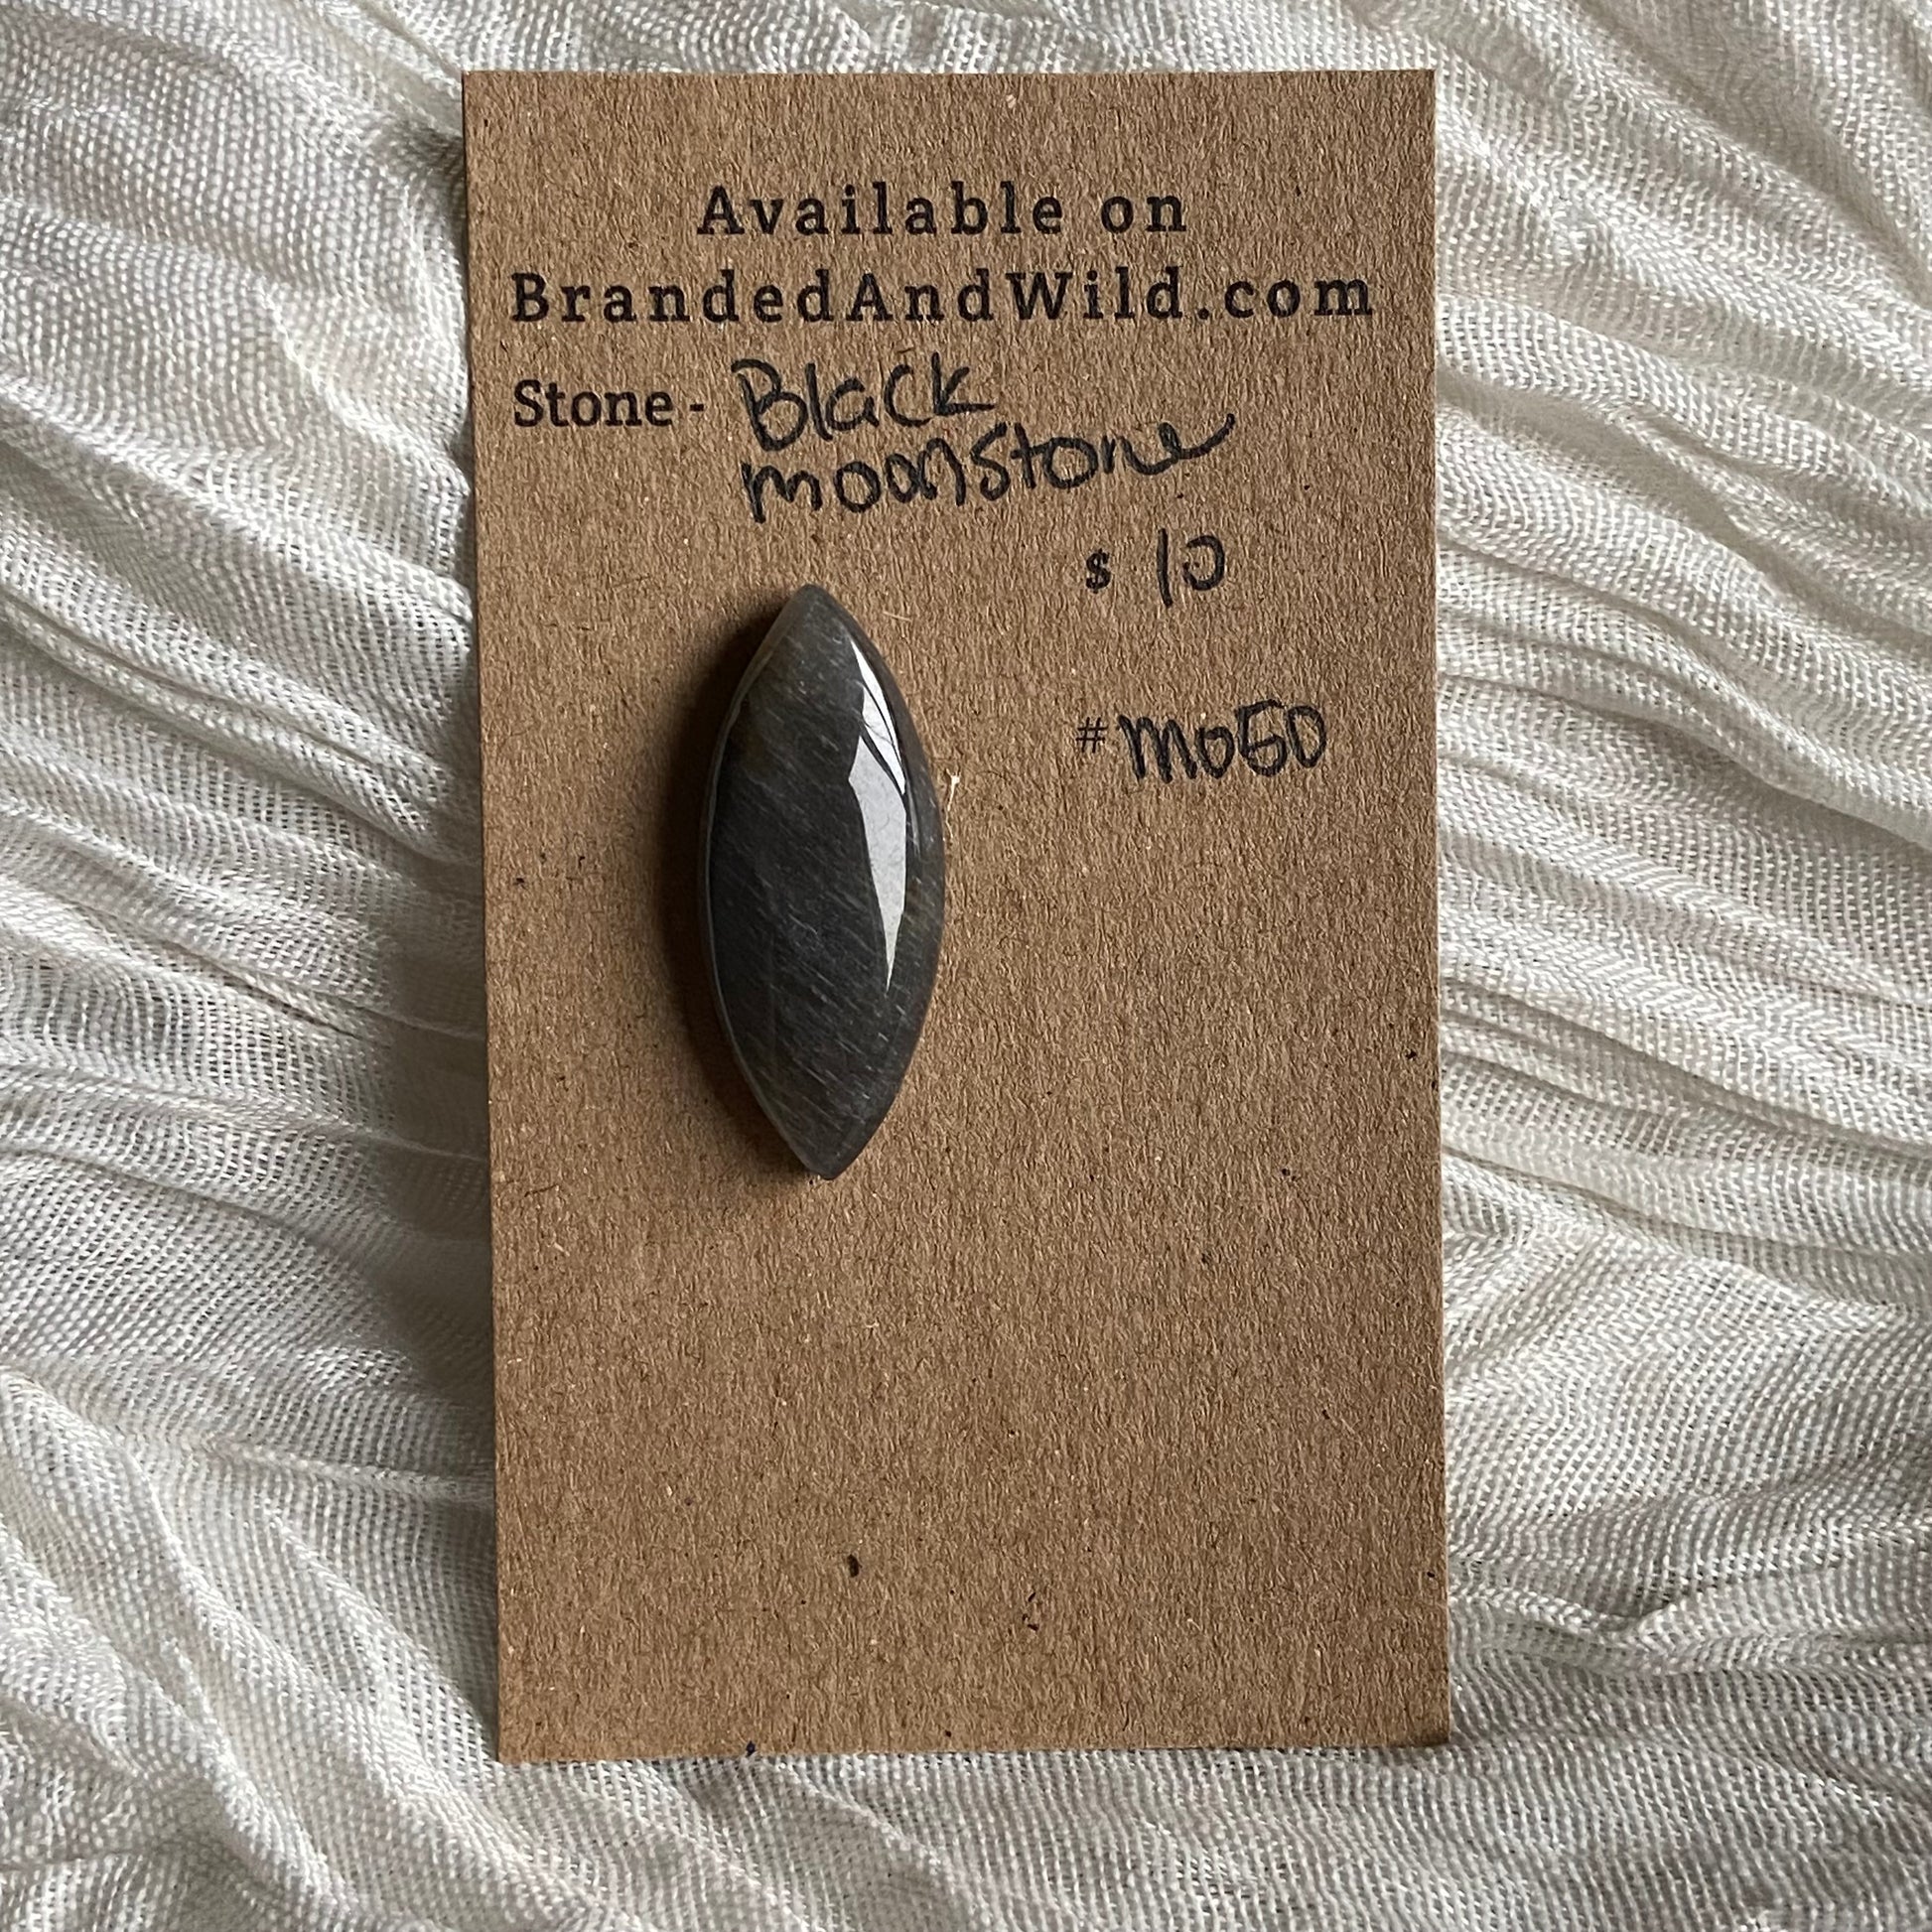 Available on
BrandedAndWild.com
Stone - Black
moonstone
$ 10
# mo50